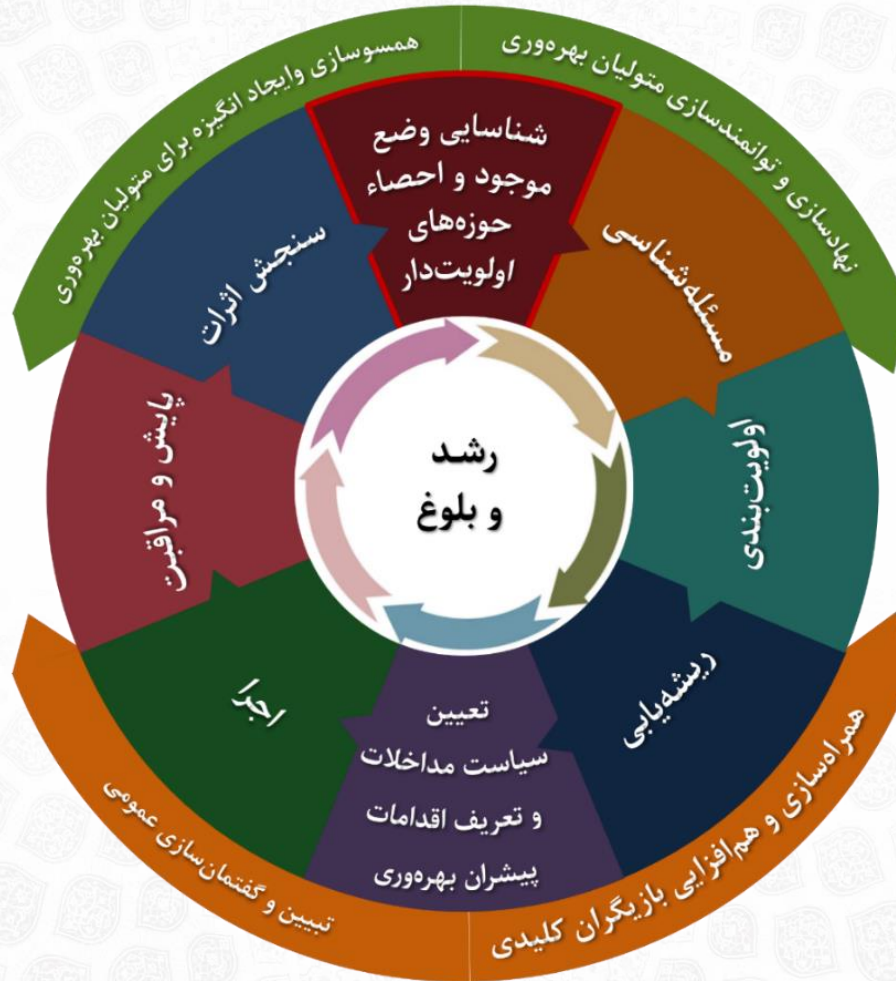 همسوسازی وایجاد انگیزه برای متولیان بهره‌وری
نهادسازی و توانمندسازی متولیان بهره‌وری
شناسایی وضع
موجود و احصاء
حوزه‌های
اولویت‌دار
مسئله‌شناسی
اولویت‌بندی
ریشه‌یابی
تعیین
سیاست مداخلات
و تعریف اقدامات
پیشران بهره‌وری
اجرا
پایش و مراقبت
سنجش اثرات
رشد
و بلوغ
همراه‌سازی و هم‌افزایی بازیگران کلیدی
تبیین و گفتمان‌سازی عمومی